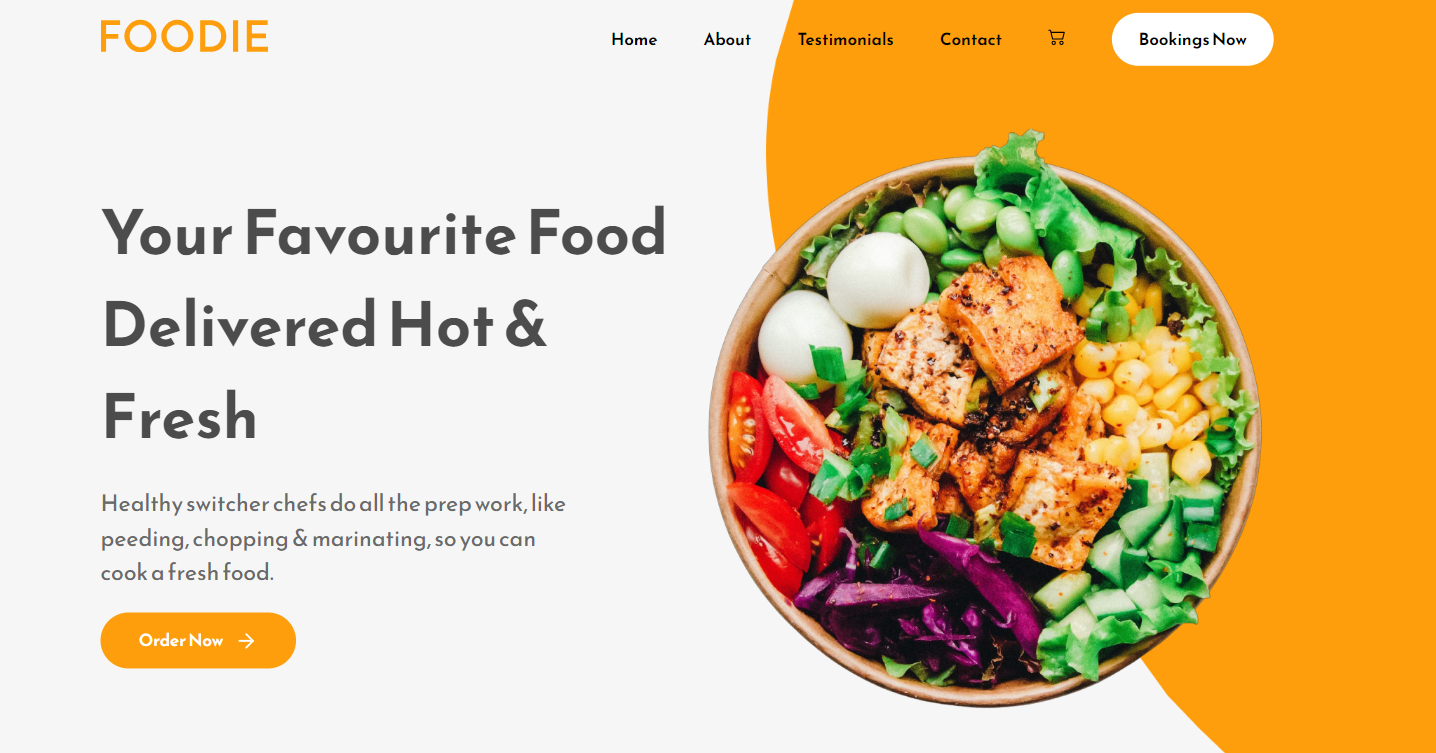 FOODIE
Home About Testimonials Contact Bookings Now
Your Favourite Food
Delivered Hot &
Fresh
Healthy switcher chefs do all the prep work, like
peeding, chopping & marinating, so you can
cook a fresh food.
Order Now